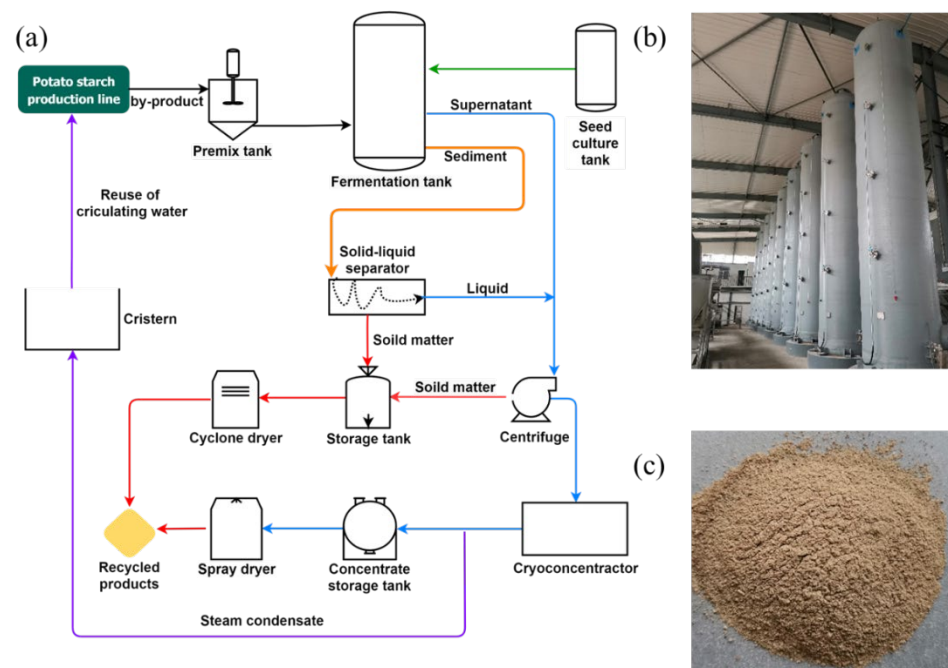 (a)
Potato starch
production line
by-product
Premix tank
Fermentation tank
Supernatant
Sediment
Seed
culture
tank
(b)
Reuse of
criculating water
Solid-liquid
separator
Liquid
Cristern
Soild matter
Soild matter
Cyclone dryer
Storage tank
Centrifuge
(c)
Recycled
products
Spray dryer
Concentrate
storage tank
Cryoconcentractor
Steam condensate